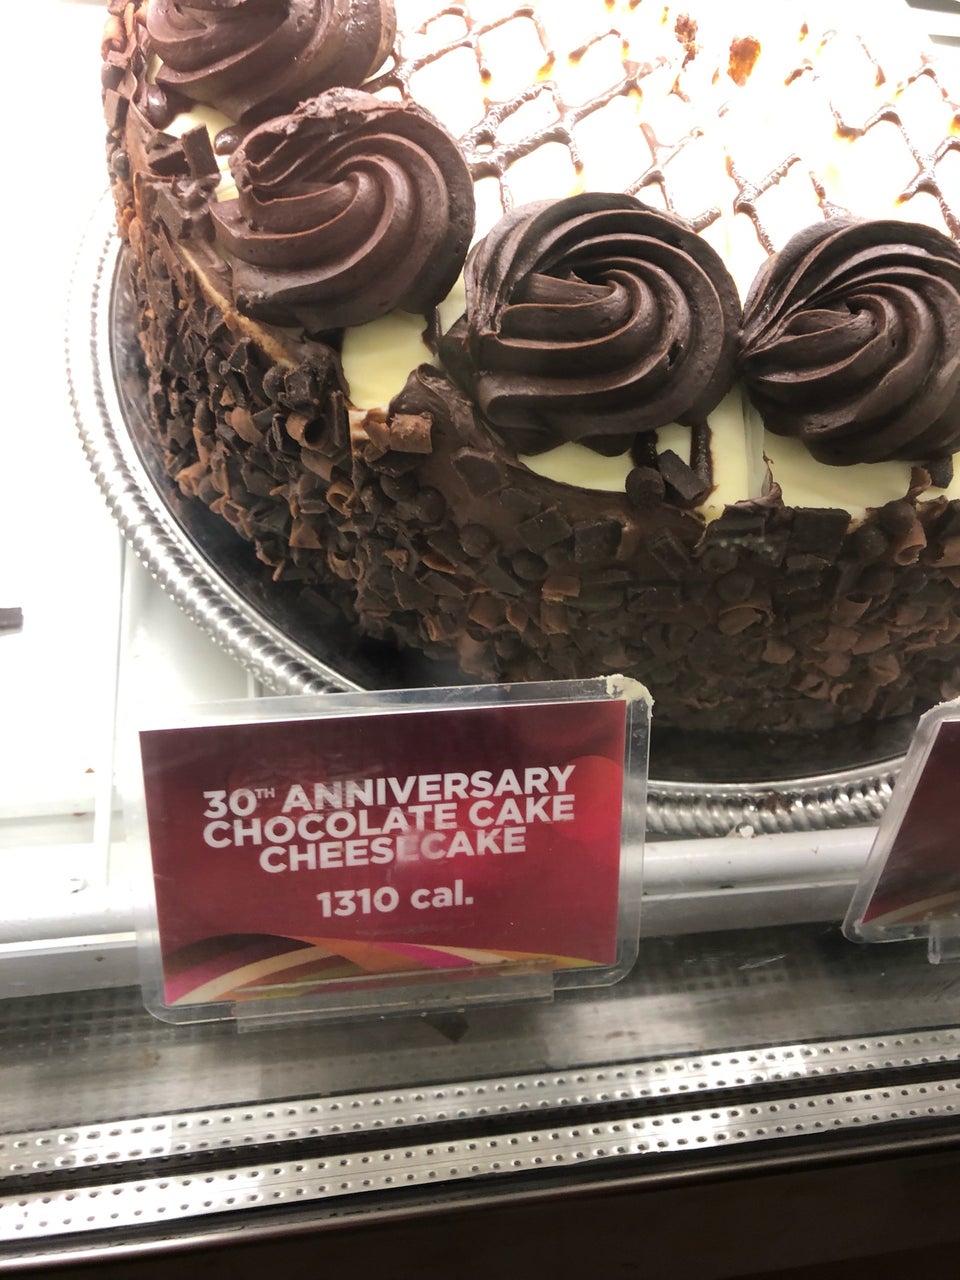 30TH ANNIVERSARY
CHOCOLATE CAKE
CHEESECAKE
1310 cal.